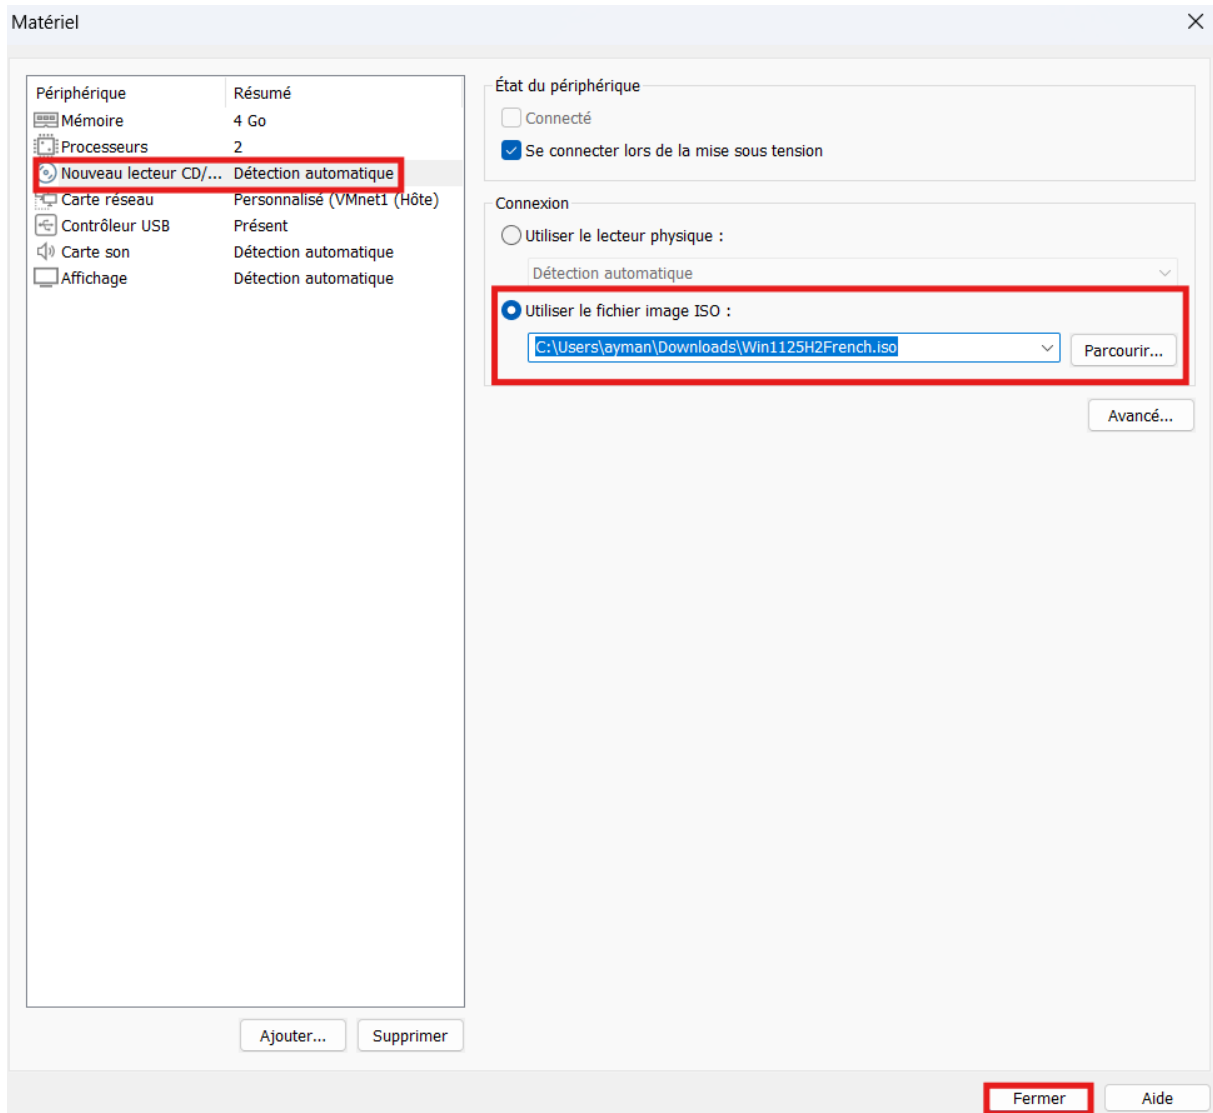 Matériel
Périphérique Résumé
Mémoire 4 Go
Processeurs 2
Nouveau lecteur CD/... Détection automatique
Carte réseau Personnalisé (VMnet1 (Hôte)
Contrôleur USB Présent
Carte son Détection automatique
Affichage Détection automatique
Ajouter... Supprimer
État du périphérique
Connecté
Se connecter lors de la mise sous tension
Connexion
Utiliser le lecteur physique :
Détection automatique
Utiliser le fichier image ISO :
C:\Users\ayman\Downloads\Win1125H2French.iso Parcourir...
Avancé...
Fermer Aide